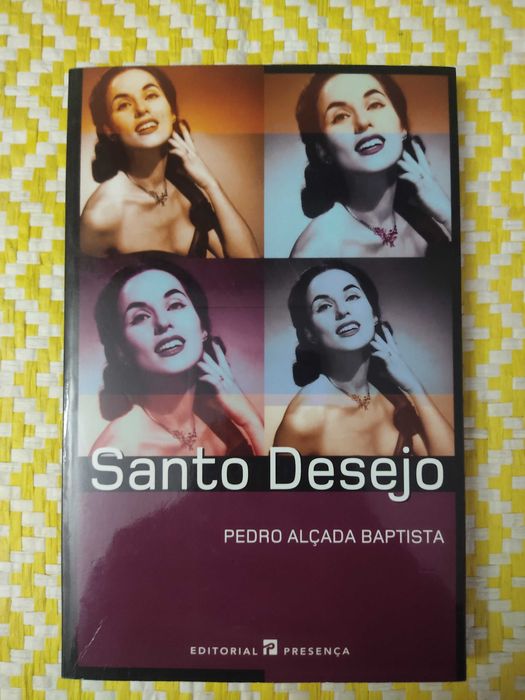 Santo Desejo
PEDRO ALÇADA BAPTISTA
EDITORIAL P PRESENÇA